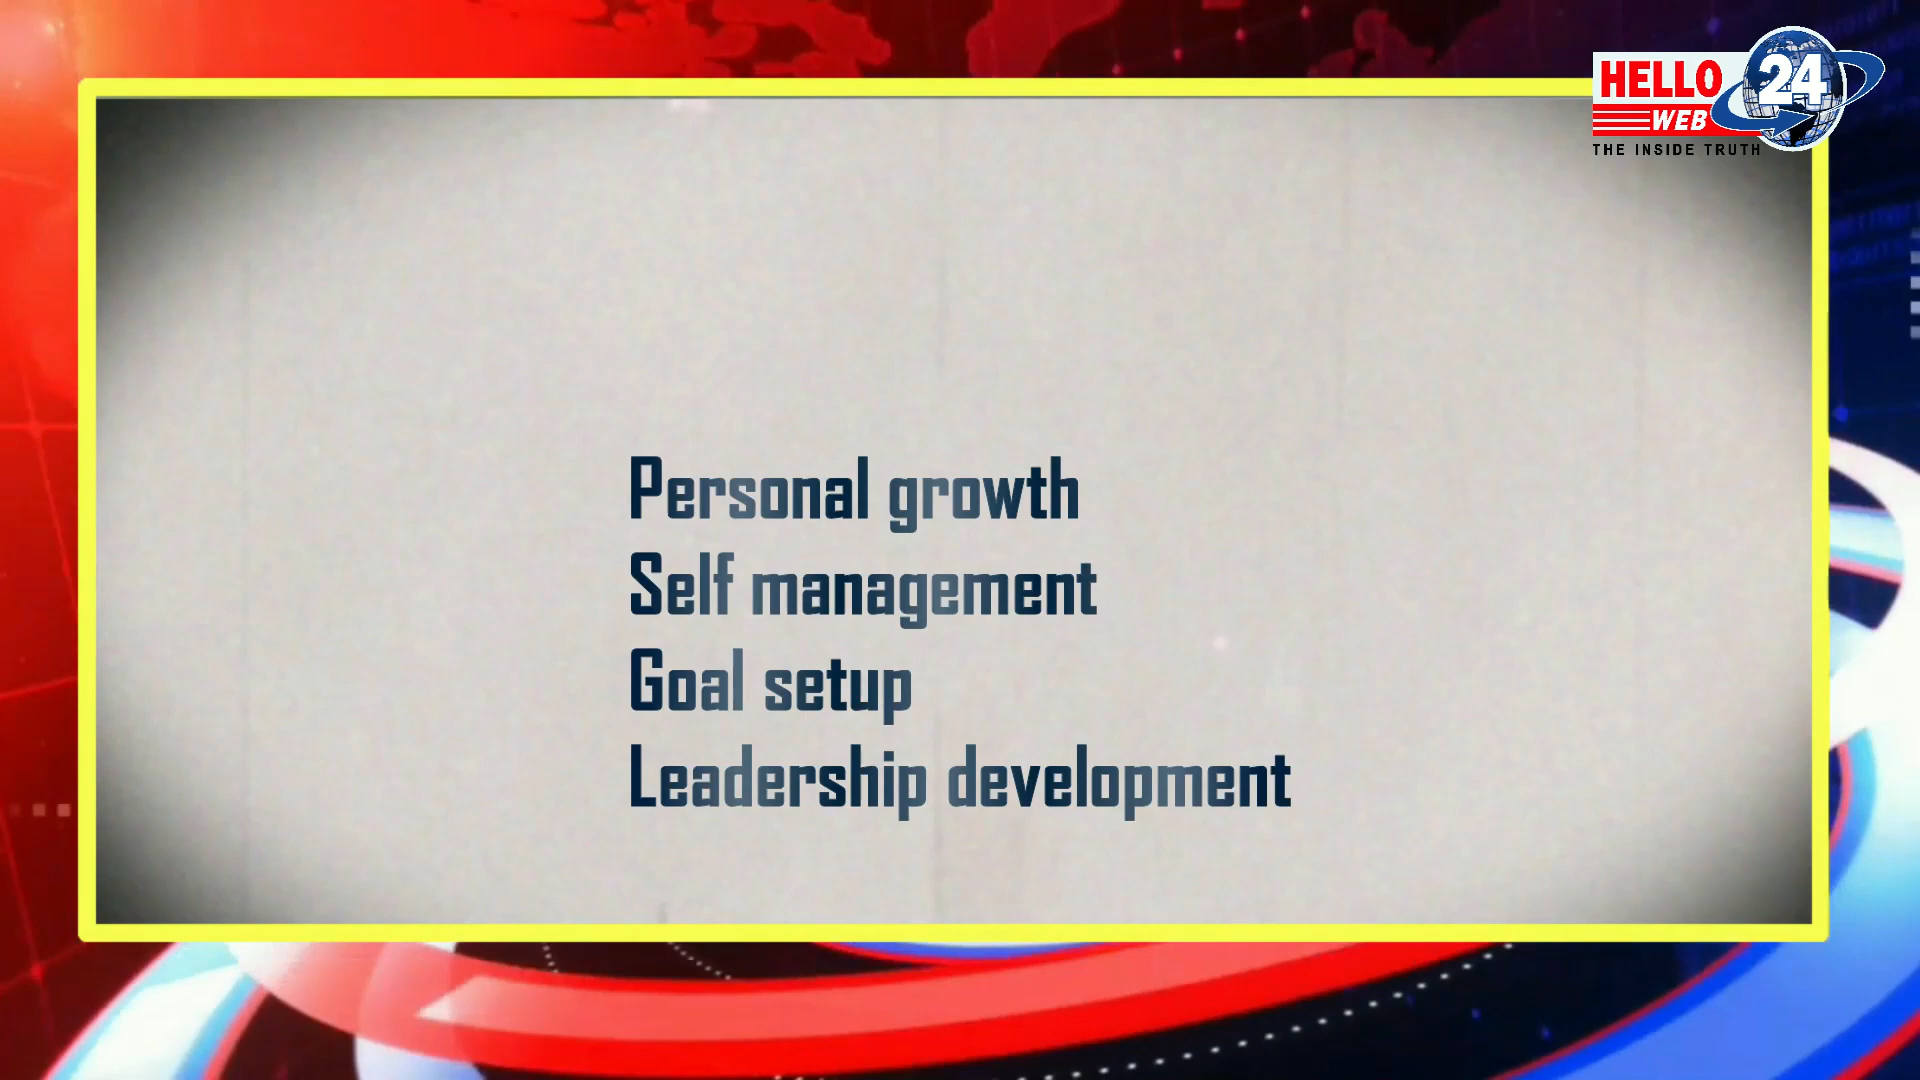 HELLO 24
WEB
THE INSIDE TRUTH
Personal growth
Self management
Goal setup
Leadership development